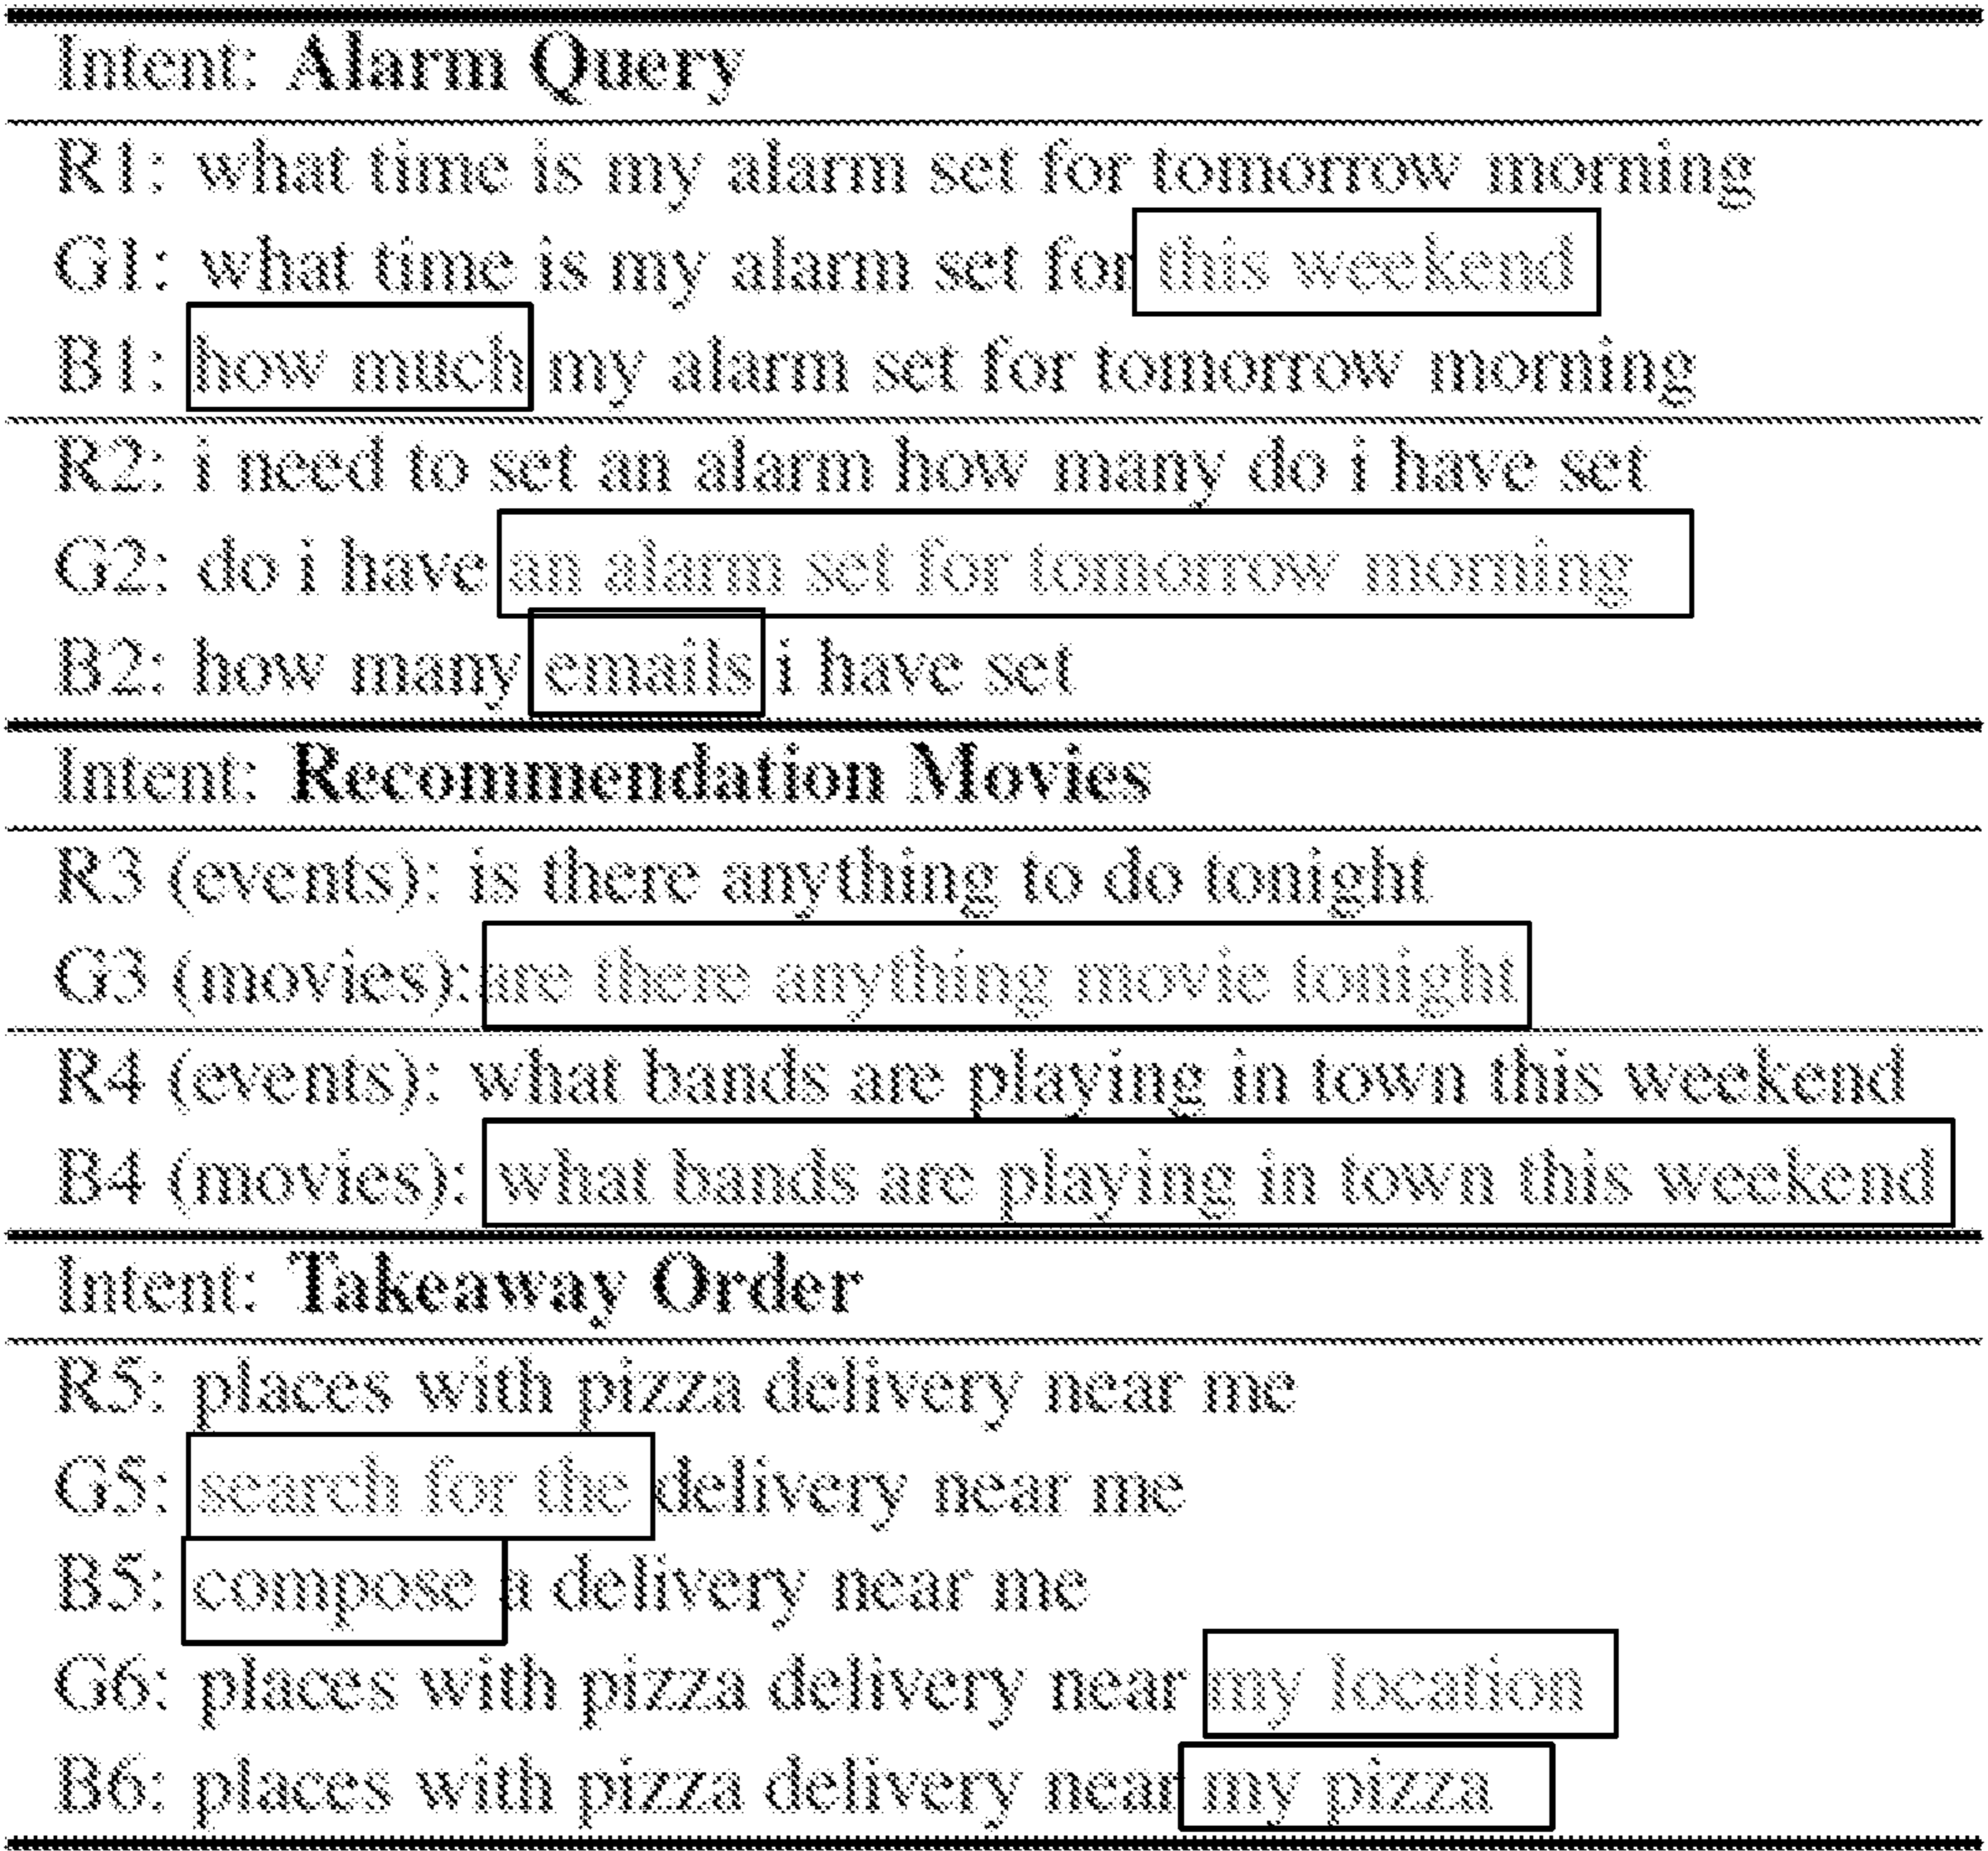 Intent: Alarm Query
R1: what time is my alarm set for tomorrow morning
G1: what time is my alarm set for this weekend
B1: how much my alarm set for tomorrow morning
R2: i need to set an alarm how many do i have set
G2: do i have an alarm set for tomorrow morning
B2: how many emails i have set
Intent: Recommendation Movies
R3 (events): is there anything to do tonight
G3 (movies): are there anything movie tonight
R4 (events): what bands are playing in town this weekend
B4 (movies): what bands are playing in town this weekend
Intent: Takeaway Order
R5: places with pizza delivery near me
G5: search for the delivery near me
B5: compose a delivery near me
G6: places with pizza delivery near my location
B6: places with pizza delivery near my pizza